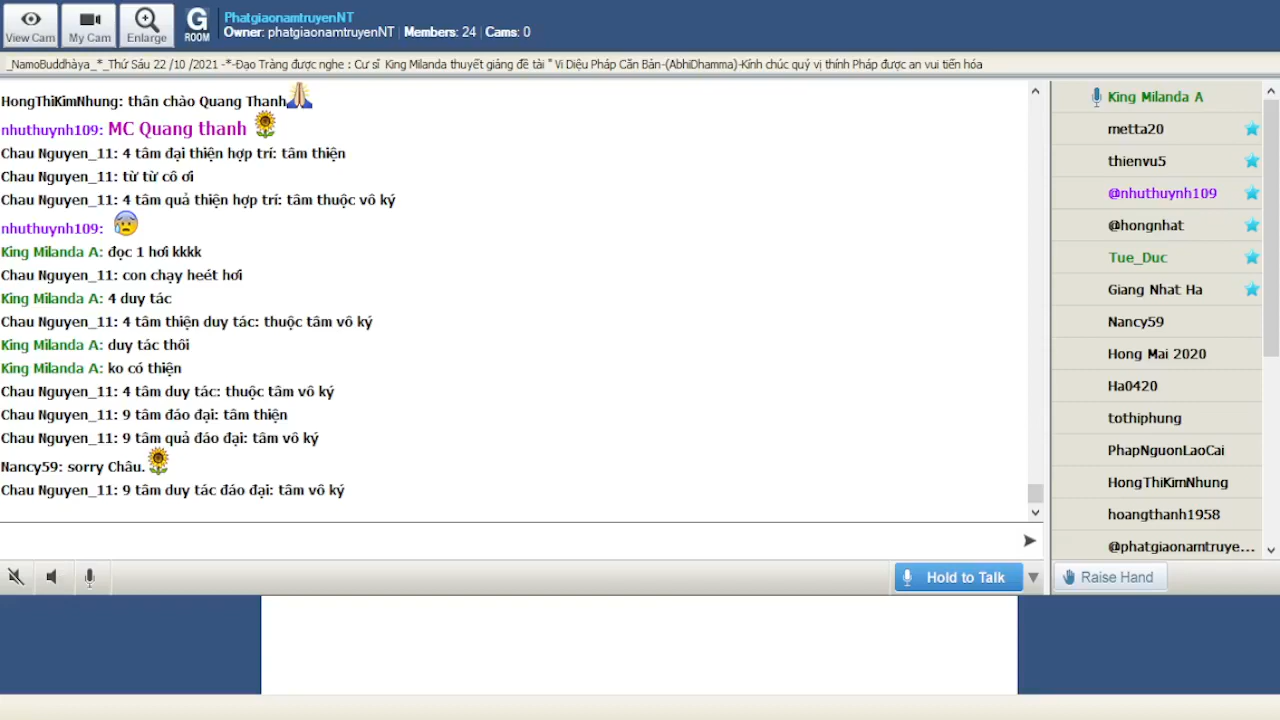 View Cam
My Cam
Enlarge
G
ROOM
PhatgiaonamtruyenNT
Owner: phatgiaonamtruyenNT | Members: 24 | Cams: 0
_NamoBuddhàya_*_Thứ Sáu 22 /10 /2021 -*-Đạo Tràng được nghe : Cư sĩ King Milanda thuyết giảng đề tài " Vi Diệu Pháp Căn Bản-(AbhiDhamma)-Kính chúc quý vị thính Pháp được an vui tiến hóa
HongThiKimNhung: thân chào Quang Thanh
nhuthuynh109: MC Quang thanh
Chau Nguyen_11: 4 tâm đại thiện hợp trí: tâm thiện
Chau Nguyen_11: từ từ cô ơi
Chau Nguyen_11: 4 tâm quả thiện hợp trí: tâm thuộc vô ký
nhuthuynh109:
King Milanda A: đọc 1 hơi kkkk
Chau Nguyen_11: con chạy heét hơi
King Milanda A: 4 duy tác
Chau Nguyen_11: 4 tâm thiện duy tác: thuộc tâm vô ký
King Milanda A: duy tác thôi
King Milanda A: ko có thiện
Chau Nguyen_11: 4 tâm duy tác: thuộc tâm vô ký
Chau Nguyen_11: 9 tâm đáo đại: tâm thiện
Chau Nguyen_11: 9 tâm quả đáo đại: tâm vô ký
Nancy59: sorry Châu.
Chau Nguyen_11: 9 tâm duy tác đáo đại: tâm vô ký
King Milanda A
metta20
thienvu5
@nhuthuynh109
@hongnhat
Tue_Duc
Giang Nhat Ha
Nancy59
Hong Mai 2020
Ha0420
tothiphung
PhapNguonLaoCai
HongThiKimNhung
hoangthanh1958
@phatgiaonamtruye...
Hold to Talk
Raise Hand